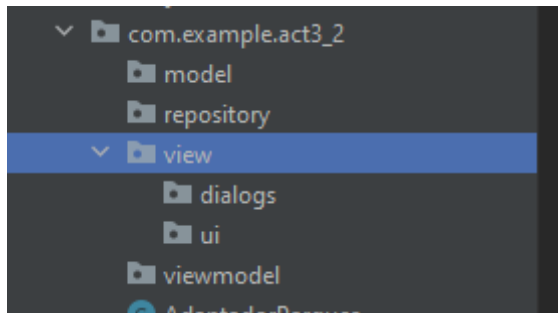 com.example.act3_2
model
repository
view
dialogs
ui
viewmodel